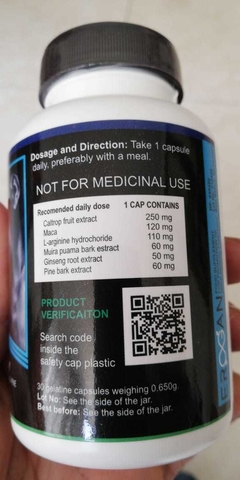 Dosage and Direction: Take 1 capsule
daily, preferably with a meal.
NOT FOR MEDICINAL USE
Recomended daily dose 1 CAP CONTAINS
Caltrop fruit extract 250 mg
Maca 120 mg
L-arginine hydrochoride 110 mg
Muira puama bark extract 60 mg
Ginseng root extract 50 mg
Pine bark extract 60 mg
PRODUCT
VERIFICAITON
Search code
inside the
safety cap plastic
30 gelatine capsules weighing 0.650g.
Lot No: See the side of the jar.
Best before: See the side of the jar.